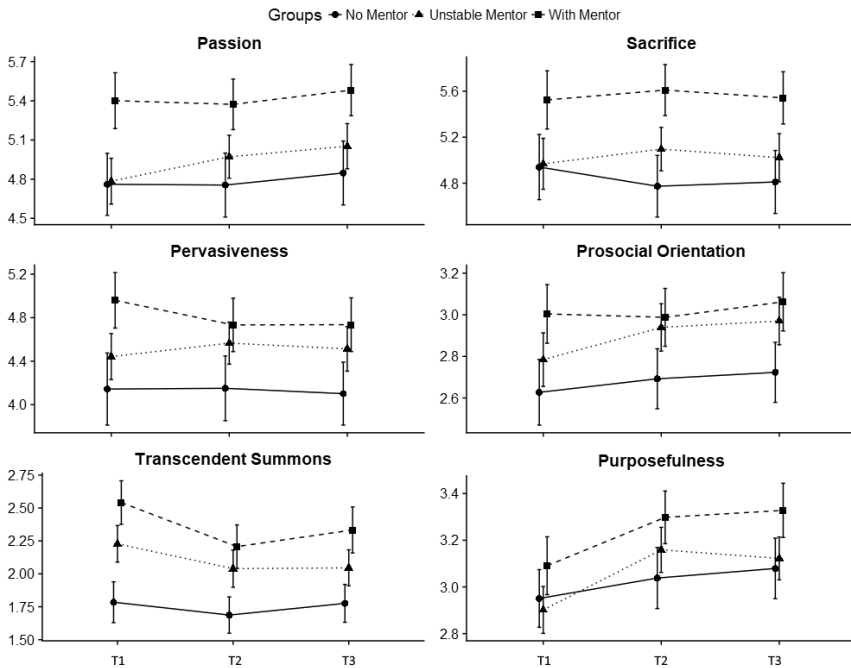 Groups No Mentor Unstable Mentor With Mentor
Passion
5.7
5.4
5.1
4.8
4.5
Sacrifice
5.6
5.2
4.8
Pervasiveness
5.2
4.8
4.4
4.0
Prosocial Orientation
3.2
3.0
2.8
2.6
Transcendent Summons
2.75
2.50
2.25
2.00
1.75
1.50
T1 T2 T3
Purposefulness
3.4
3.2
3.0
2.8
T1 T2 T3